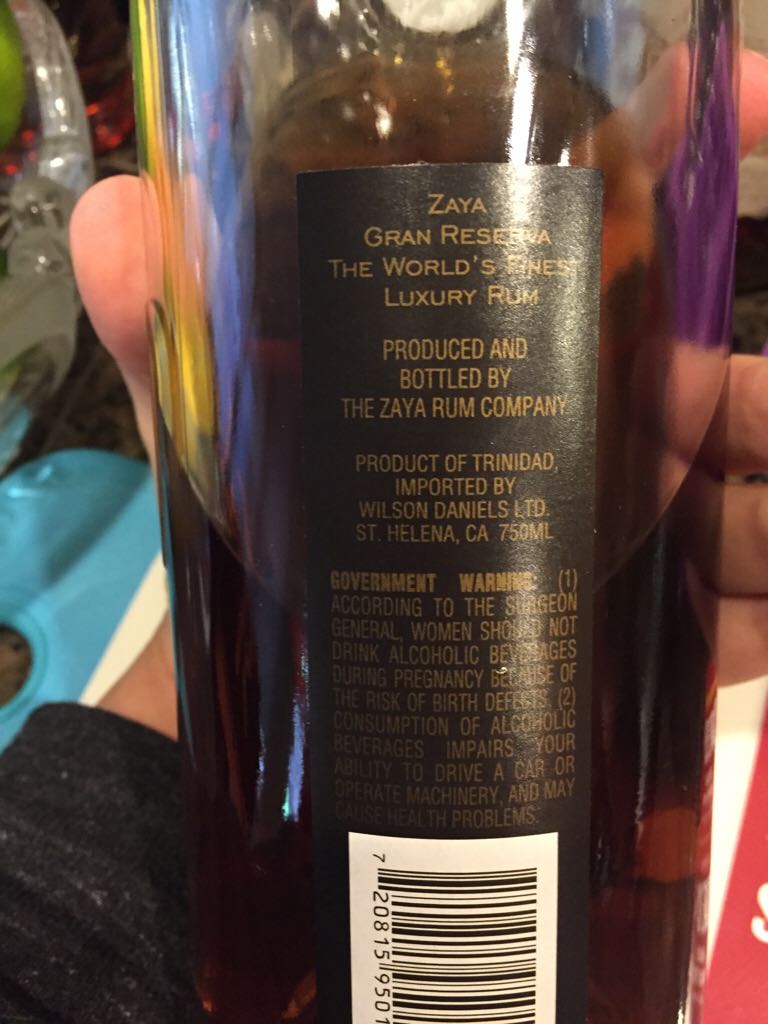 ZAYA
GRAN RESERVA
THE WORLD'S FINEST
LUXURY RUM
PRODUCED AND
BOTTLED BY
THE ZAYA RUM COMPANY
PRODUCT OF TRINIDAD,
IMPORTED BY
WILSON DANIELS LTD.
ST. HELENA, CA 750ML
GOVERNMENT WARNING: (1)
ACCORDING TO THE SURGEON
GENERAL, WOMEN SHOULD NOT
DRINK ALCOHOLIC BEVERAGES
DURING PREGNANCY BECAUSE OF
THE RISK OF BIRTH DEFECTS. (2)
CONSUMPTION OF ALCOHOLIC
BEVERAGES IMPAIRS YOUR
ABILITY TO DRIVE A CAR OR
OPERATE MACHINERY, AND MAY
CAUSE HEALTH PROBLEMS.
7 20815 9501